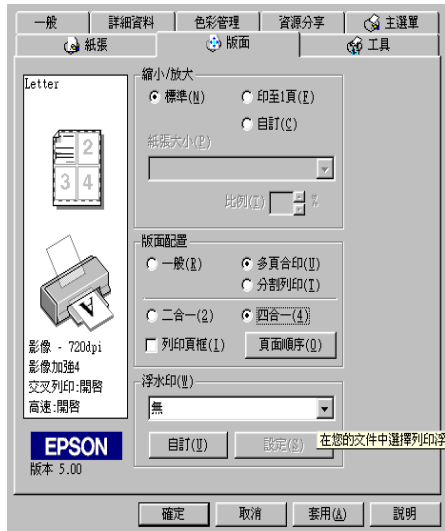 一般
詳細資料
色彩管理
資源分享
主選單
紙張
版面
工具
Letter
2
3 4
影像 - 720dpi
影像加強4
交叉列印:開啓
高速:開啓
EPSON
版本 5.00
縮小/放大
標準(N)
印至1頁(F)
自訂(C)
紙張大小(P)
比例(T)
%
版面配置
一般(R)
多頁合印(U)
分割列印(I)
二合一(2)
四合一(4)
列印頁框(I)
頁面順序(O)
浮水印(W)
無
自訂(U)
設定(S)
在您的文件中選擇列印浮
確定
取消
套用(A)
說明